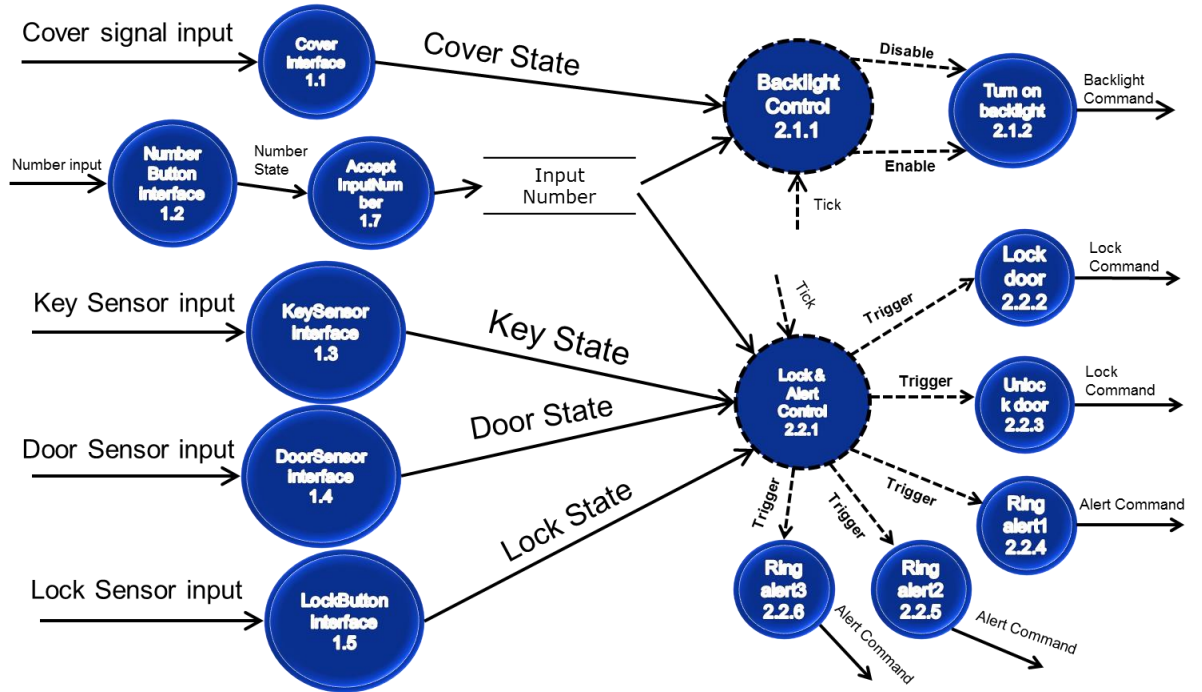 Cover signal input
Cover
Interface
1.1
Cover State
Backlight
Control
2.1.1
Disable
Enable
Turn on
backlight
2.1.2
Backlight
Command
Number input
Number
Button
Interface
1.2
Number
State
Accept
InputNum
ber
1.7
Input
Number
Tick
Key Sensor input
KeySensor
Interface
1.3
Key State
Tick
Trigger
Lock
door
2.2.2
Lock
Command
Door Sensor input
DoorSensor
Interface
1.4
Door State
Lock &
Alert
Control
2.2.1
Trigger
Unloc
k door
2.2.3
Lock
Command
Lock Sensor input
LockButton
Interface
1.5
Lock State
Trigger
Ring
alert1
2.2.4
Alert Command
Trigger
Ring
alert2
2.2.5
Alert Command
Trigger
Ring
alert3
2.2.6
Alert Command